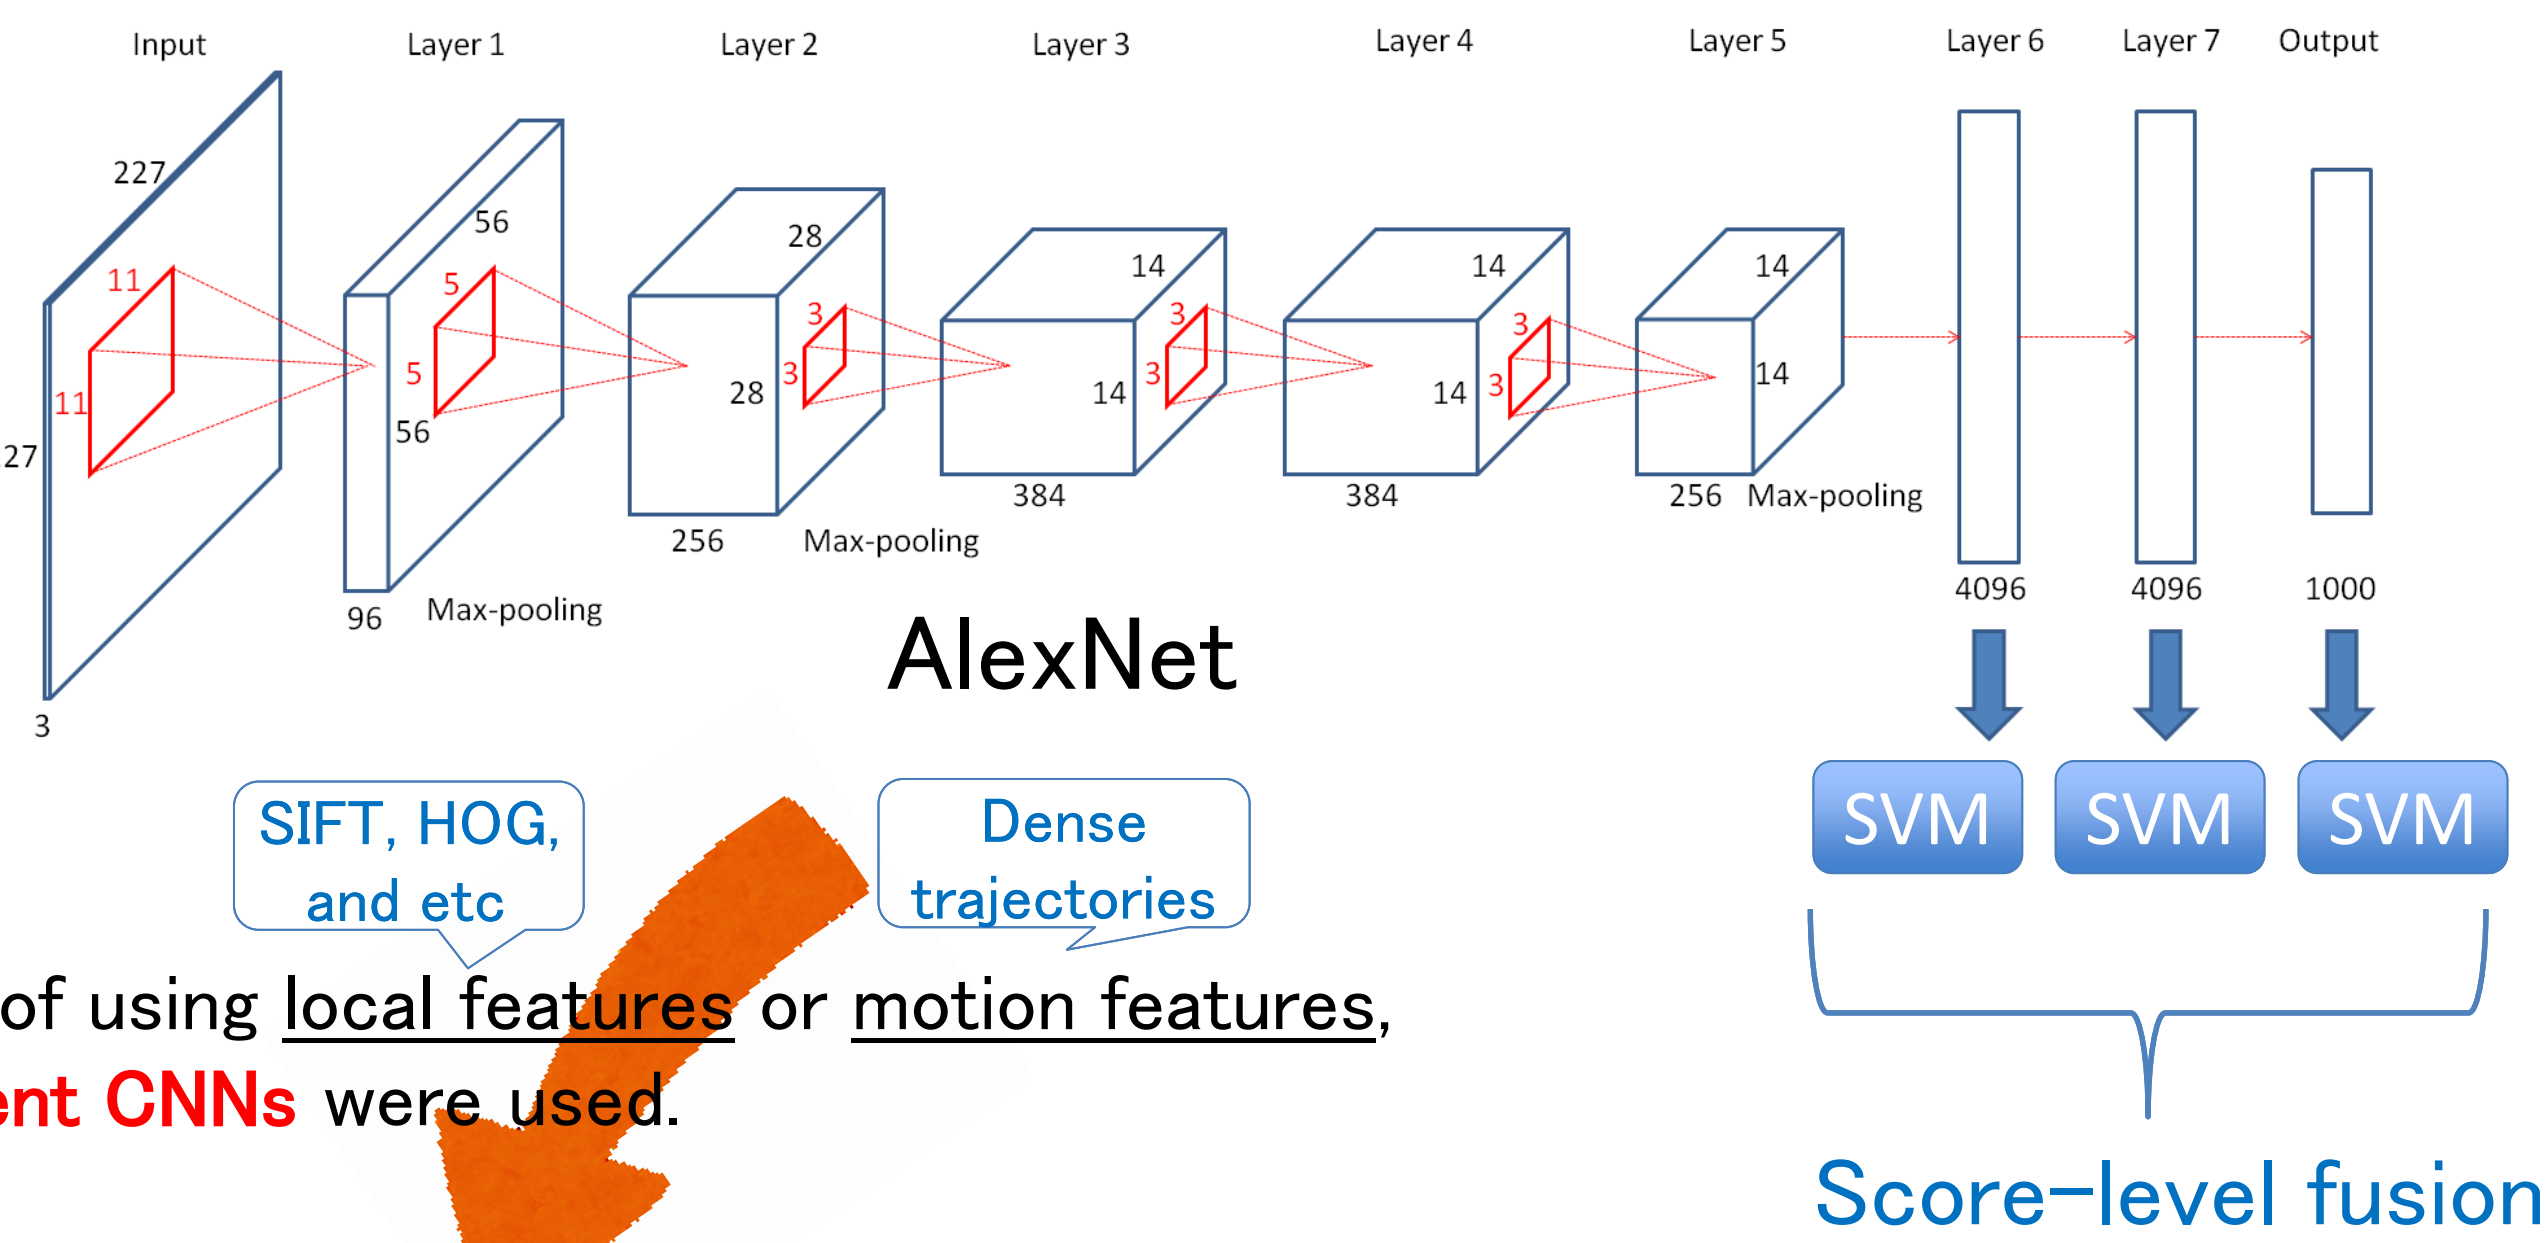 Input Layer 1 Layer 2 Layer 3 Layer 4 Layer 5 Layer 6 Layer 7 Output
227
56
28
14
14
14
11
5
3
3
3
11
5
3
3
3
56
28
14
14
14
27
3
96
Max-pooling
256
Max-pooling
384
384
256
Max-pooling
4096
4096
1000
AlexNet
SIFT, HOG,
and etc
Dense
trajectories
SVM SVM SVM
of using local features or motion features,
ent CNNs were used.
Score-level fusion